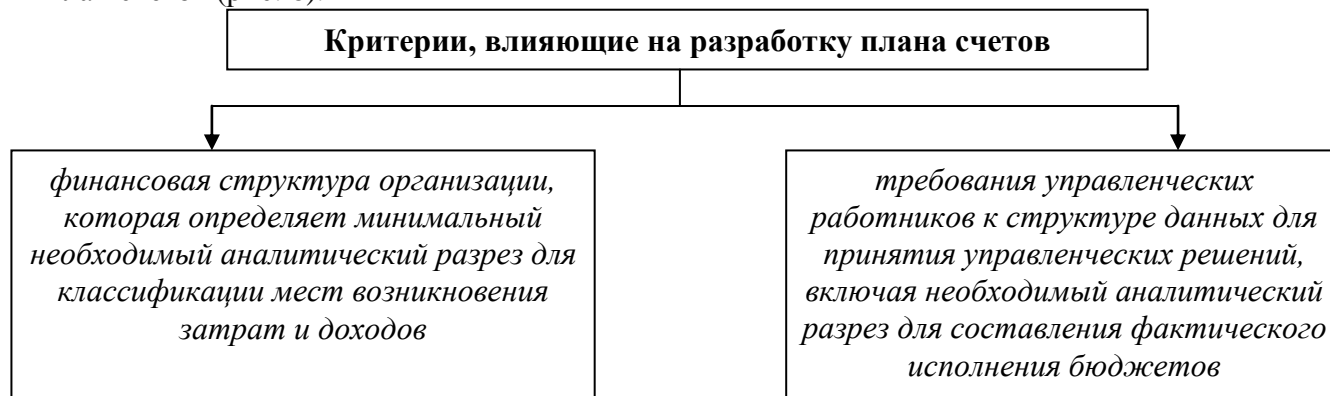 Критерии, влияющие на разработку плана счетов
финансовая структура организации,
которая определяет минимальный
необходимый аналитический разрез для
классификации мест возникновения
затрат и доходов
требования управленческих
работников к структуре данных для
принятия управленческих решений,
включая необходимый аналитический
разрез для составления фактического
исполнения бюджетов